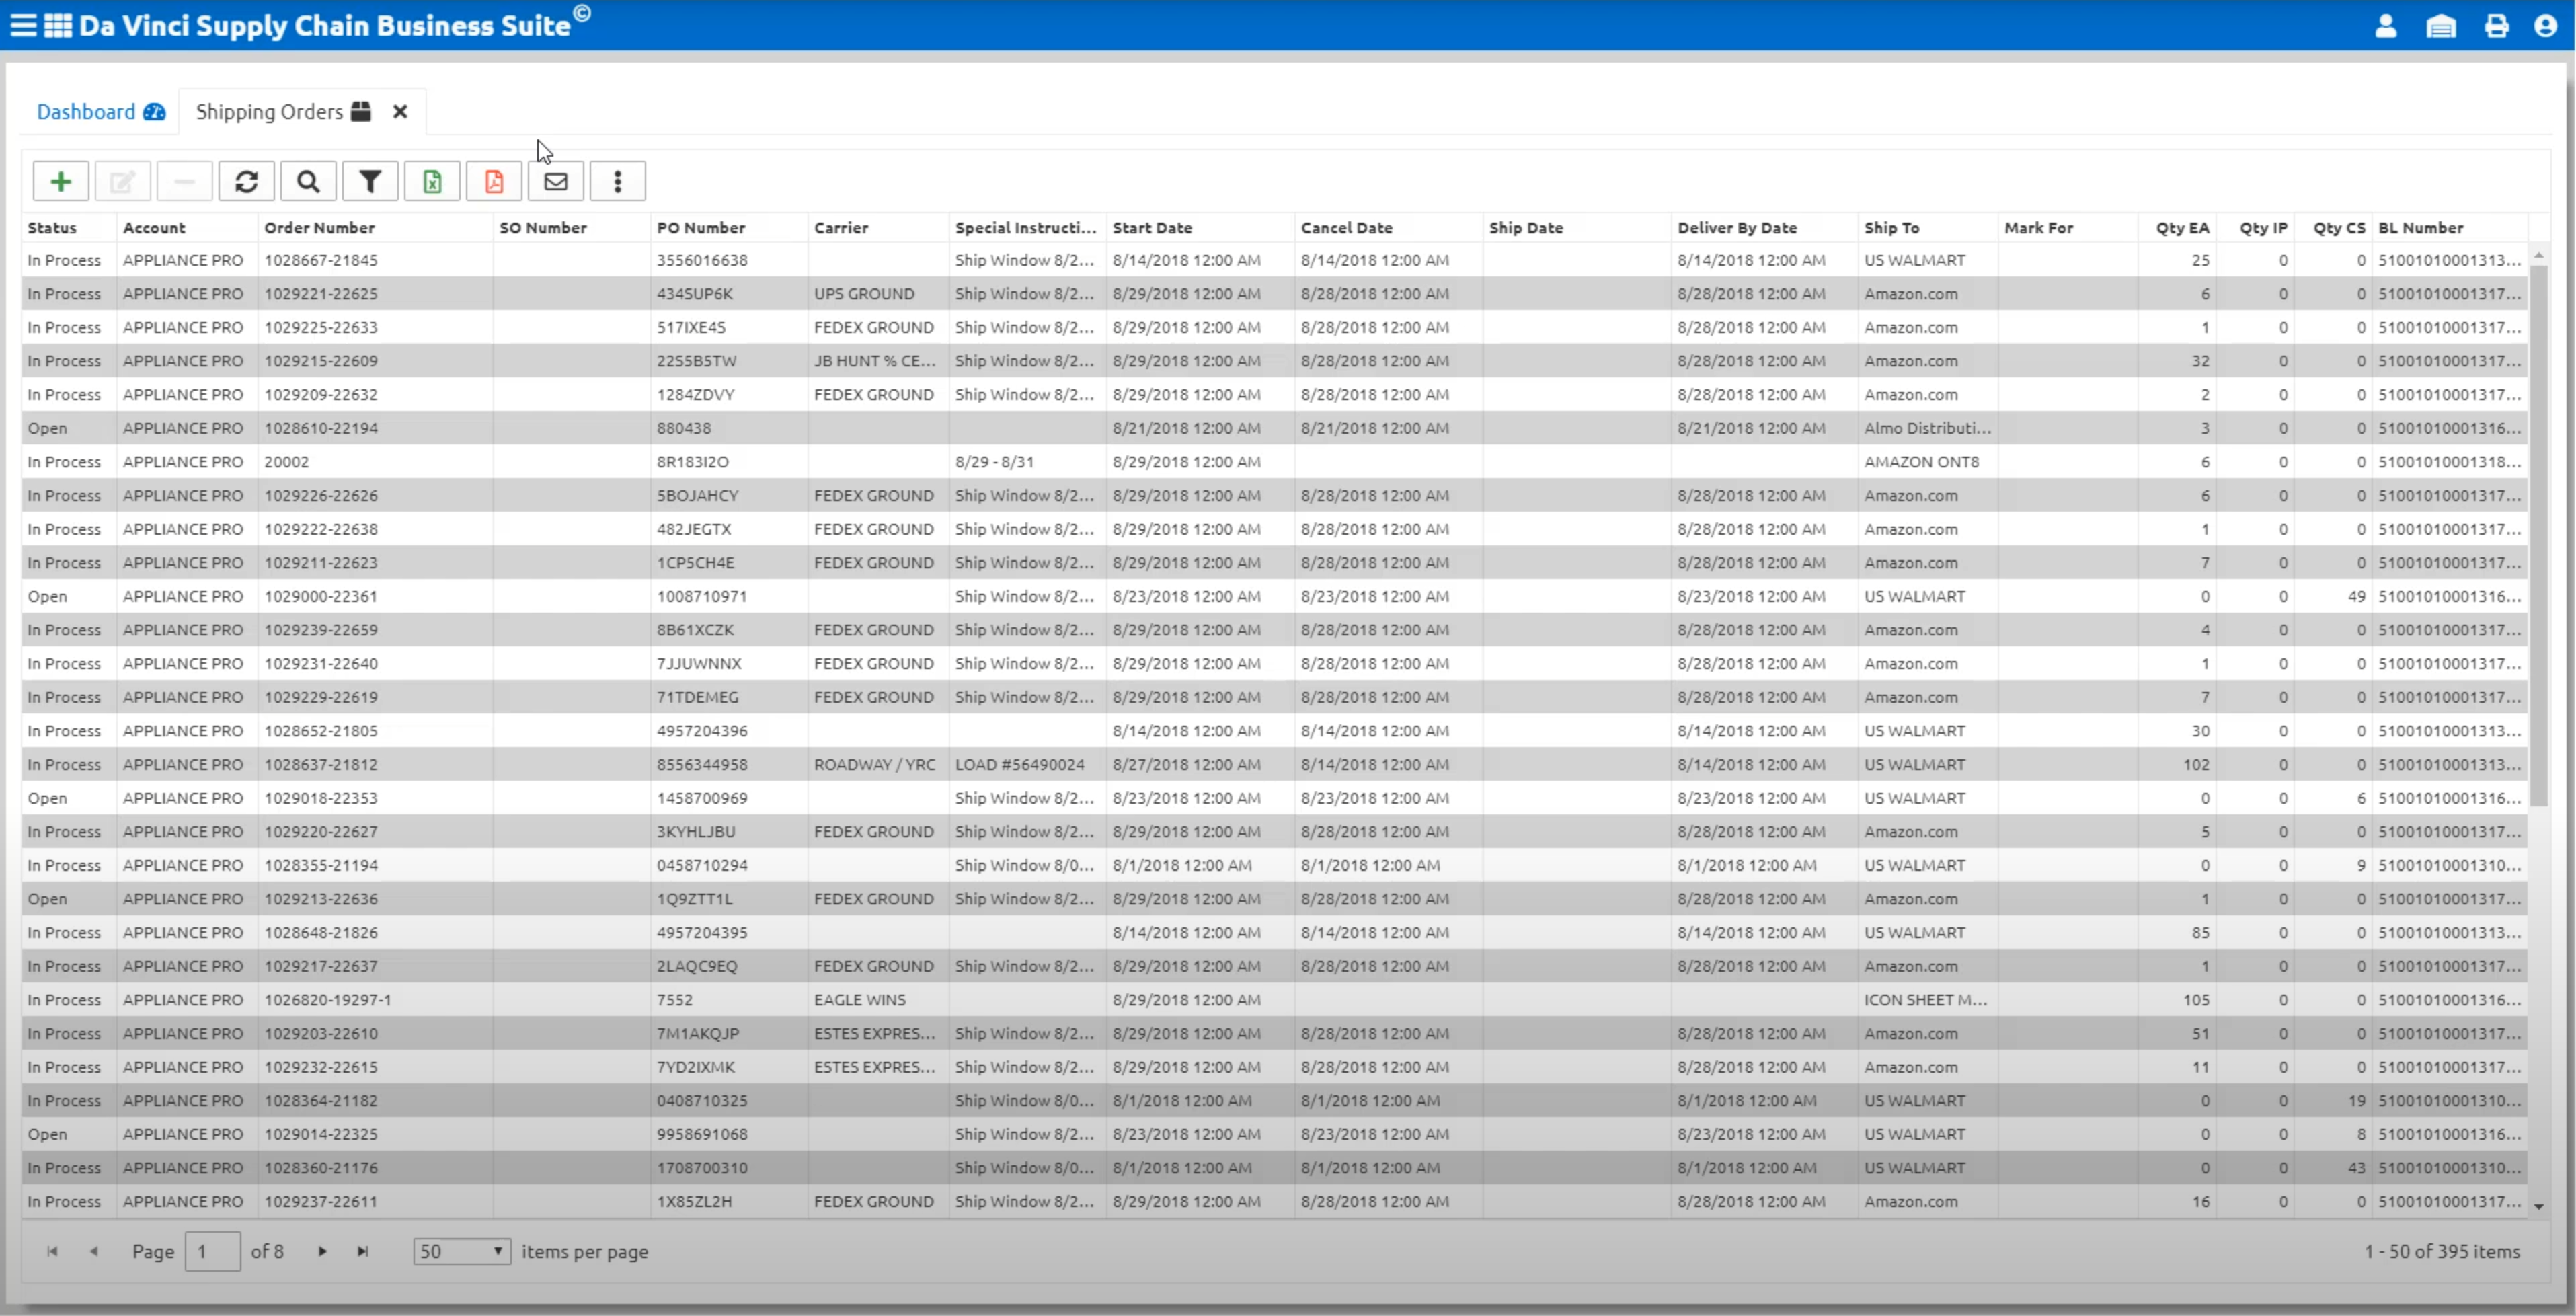 Da Vinci Supply Chain Business Suite©
Dashboard Shipping Orders
Status Account Order Number SO Number PO Number Carrier Special Instructi... Start Date Cancel Date Ship Date Deliver By Date Ship To Mark For Qty EA Qty IP Qty CS BL Number
In Process APPLIANCE PRO 1028667-21845 3556016638 Ship Window 8/2... 8/14/2018 12:00 AM 8/14/2018 12:00 AM 8/14/2018 12:00 AM US WALMART 25 0 0 51001010001313...
In Process APPLIANCE PRO 1029221-22625 434SUP6K UPS GROUND Ship Window 8/2... 8/29/2018 12:00 AM 8/28/2018 12:00 AM 8/28/2018 12:00 AM Amazon.com 6 0 0 51001010001317...
In Process APPLIANCE PRO 1029225-22633 517IXE4S FEDEX GROUND Ship Window 8/2... 8/29/2018 12:00 AM 8/28/2018 12:00 AM 8/28/2018 12:00 AM Amazon.com 1 0 0 51001010001317...
In Process APPLIANCE PRO 1029215-22609 22S5B5TW JB HUNT % CE... Ship Window 8/2... 8/29/2018 12:00 AM 8/28/2018 12:00 AM 8/28/2018 12:00 AM Amazon.com 32 0 0 51001010001317...
In Process APPLIANCE PRO 1029209-22632 1284ZDVY FEDEX GROUND Ship Window 8/2... 8/29/2018 12:00 AM 8/28/2018 12:00 AM 8/28/2018 12:00 AM Amazon.com 2 0 0 51001010001317...
Open APPLIANCE PRO 1028610-22194 880438 8/21/2018 12:00 AM 8/21/2018 12:00 AM 8/21/2018 12:00 AM Almo Distributi... 3 0 0 51001010001316...
In Process APPLIANCE PRO 20002 8R183I2O 8/29 - 8/31 8/29/2018 12:00 AM AMAZON ONT8 6 0 0 51001010001318...
In Process APPLIANCE PRO 1029226-22626 5BOJAHCY FEDEX GROUND Ship Window 8/2... 8/29/2018 12:00 AM 8/28/2018 12:00 AM 8/28/2018 12:00 AM Amazon.com 6 0 0 51001010001317...
In Process APPLIANCE PRO 1029222-22638 482JEGTX FEDEX GROUND Ship Window 8/2... 8/29/2018 12:00 AM 8/28/2018 12:00 AM 8/28/2018 12:00 AM Amazon.com 1 0 0 51001010001317...
In Process APPLIANCE PRO 1029211-22623 1CP5CH4E FEDEX GROUND Ship Window 8/2... 8/29/2018 12:00 AM 8/28/2018 12:00 AM 8/28/2018 12:00 AM Amazon.com 7 0 0 51001010001317...
Open APPLIANCE PRO 1029000-22361 1008710971 Ship Window 8/2... 8/23/2018 12:00 AM 8/23/2018 12:00 AM 8/23/2018 12:00 AM US WALMART 0 0 49 51001010001316...
In Process APPLIANCE PRO 1029239-22659 8B61XCZK FEDEX GROUND Ship Window 8/2... 8/29/2018 12:00 AM 8/28/2018 12:00 AM 8/28/2018 12:00 AM Amazon.com 4 0 0 51001010001317...
In Process APPLIANCE PRO 1029231-22640 7JJUWNNX FEDEX GROUND Ship Window 8/2... 8/29/2018 12:00 AM 8/28/2018 12:00 AM 8/28/2018 12:00 AM Amazon.com 1 0 0 51001010001317...
In Process APPLIANCE PRO 1029229-22619 71TDEMEG FEDEX GROUND Ship Window 8/2... 8/29/2018 12:00 AM 8/28/2018 12:00 AM 8/28/2018 12:00 AM Amazon.com 7 0 0 51001010001317...
In Process APPLIANCE PRO 1028652-21805 4957204396 8/14/2018 12:00 AM 8/14/2018 12:00 AM 8/14/2018 12:00 AM US WALMART 30 0 0 51001010001313...
In Process APPLIANCE PRO 1028637-21812 8556344958 ROADWAY / YRC LOAD #56490024 8/27/2018 12:00 AM 8/14/2018 12:00 AM 8/14/2018 12:00 AM US WALMART 102 0 0 51001010001313...
Open APPLIANCE PRO 1029018-22353 1458700969 Ship Window 8/2... 8/23/2018 12:00 AM 8/23/2018 12:00 AM 8/23/2018 12:00 AM US WALMART 0 0 6 51001010001316...
In Process APPLIANCE PRO 1029220-22627 3KYHLJBU FEDEX GROUND Ship Window 8/2... 8/29/2018 12:00 AM 8/28/2018 12:00 AM 8/28/2018 12:00 AM Amazon.com 5 0 0 51001010001317...
In Process APPLIANCE PRO 1028355-21194 0458710294 Ship Window 8/0... 8/1/2018 12:00 AM 8/1/2018 12:00 AM 8/1/2018 12:00 AM US WALMART 0 0 9 51001010001310...
Open APPLIANCE PRO 1029213-22636 1Q9ZTT1L FEDEX GROUND Ship Window 8/2... 8/29/2018 12:00 AM 8/28/2018 12:00 AM 8/28/2018 12:00 AM Amazon.com 1 0 0 51001010001317...
In Process APPLIANCE PRO 1028648-21826 4957204395 8/14/2018 12:00 AM 8/14/2018 12:00 AM 8/14/2018 12:00 AM US WALMART 85 0 0 51001010001313...
In Process APPLIANCE PRO 1029217-22637 2LAQC9EQ FEDEX GROUND Ship Window 8/2... 8/29/2018 12:00 AM 8/28/2018 12:00 AM 8/28/2018 12:00 AM Amazon.com 1 0 0 51001010001317...
In Process APPLIANCE PRO 1026820-19297-1 7552 EAGLE WINS 8/29/2018 12:00 AM ICON SHEET M... 105 0 0 51001010001316...
In Process APPLIANCE PRO 1029203-22610 7M1AKQJP ESTES EXPRES... Ship Window 8/2... 8/29/2018 12:00 AM 8/28/2018 12:00 AM 8/28/2018 12:00 AM Amazon.com 51 0 0 51001010001317...
In Process APPLIANCE PRO 1029232-22615 7YD2IXMK ESTES EXPRES... Ship Window 8/2... 8/29/2018 12:00 AM 8/28/2018 12:00 AM 8/28/2018 12:00 AM Amazon.com 11 0 0 51001010001317...
In Process APPLIANCE PRO 1028364-21182 0408710325 Ship Window 8/0... 8/1/2018 12:00 AM 8/1/2018 12:00 AM 8/1/2018 12:00 AM US WALMART 0 0 19 51001010001310...
Open APPLIANCE PRO 1029014-22325 9958691068 Ship Window 8/2... 8/23/2018 12:00 AM 8/23/2018 12:00 AM 8/23/2018 12:00 AM US WALMART 0 0 8 51001010001316...
In Process APPLIANCE PRO 1028360-21176 1708700310 Ship Window 8/0... 8/1/2018 12:00 AM 8/1/2018 12:00 AM 8/1/2018 12:00 AM US WALMART 0 0 43 51001010001310...
In Process APPLIANCE PRO 1029237-22611 1X85ZL2H FEDEX GROUND Ship Window 8/2... 8/29/2018 12:00 AM 8/28/2018 12:00 AM 8/28/2018 12:00 AM Amazon.com 16 0 0 51001010001317...
Page 1 of 8 50 items per page 1 - 50 of 395 items